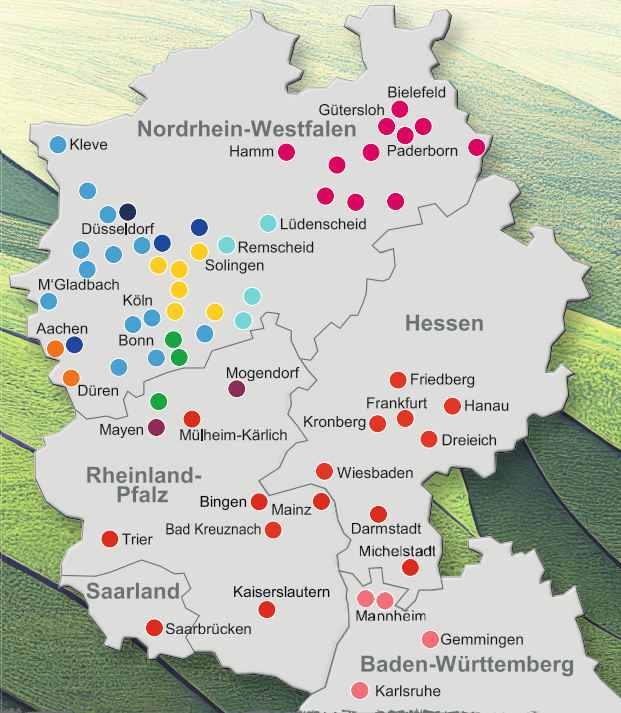 Bielefeld
Gütersloh
Nordrhein-Westfalen
Kleve
Hamm
Paderborn
Düsseldorf
Lüdenscheid
Remscheid
Solingen
M'Gladbach
Köln
Aachen
Bonn
Hessen
Düren
Mogendorf
Friedberg
Frankfurt
Hanau
Kronberg
Mayen
Mülheim-Kärlich
Dreieich
Rheinland-
Pfalz
Wiesbaden
Bingen
Mainz
Bad Kreuznach
Darmstadt
Trier
Michelstadt
Saarland
Kaiserslautern
Mannheim
Saarbrücken
Gemmingen
Baden-Württemberg
Karlsruhe